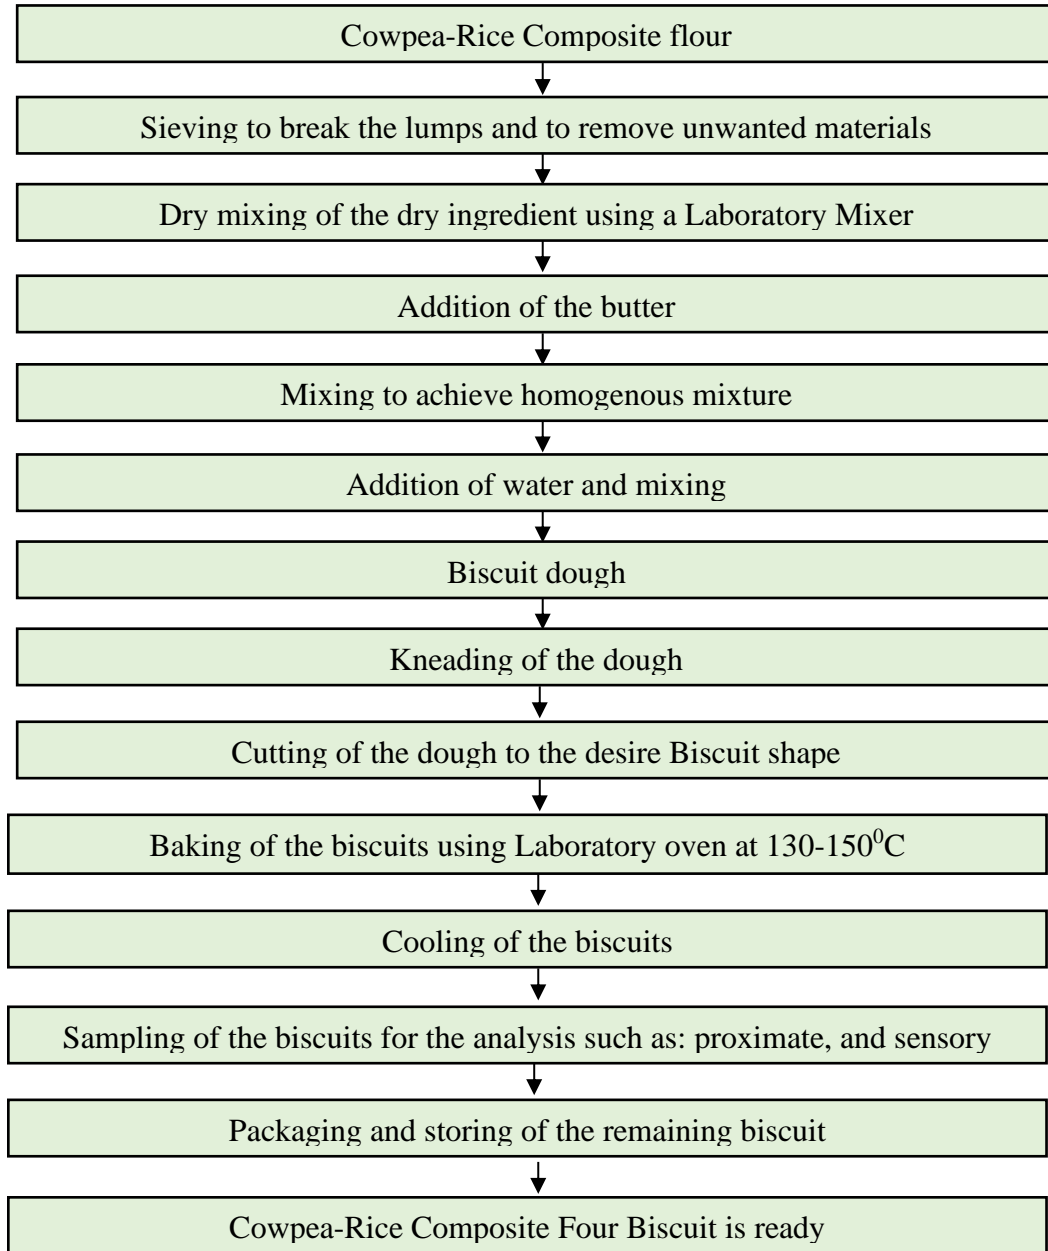 Cowpea-Rice Composite flour
Sieving to break the lumps and to remove unwanted materials
Dry mixing of the dry ingredient using a Laboratory Mixer
Addition of the butter
Mixing to achieve homogenous mixture
Addition of water and mixing
Biscuit dough
Kneading of the dough
Cutting of the dough to the desire Biscuit shape
Baking of the biscuits using Laboratory oven at 130-150⁰C
Cooling of the biscuits
Sampling of the biscuits for the analysis such as: proximate, and sensory
Packaging and storing of the remaining biscuit
Cowpea-Rice Composite Four Biscuit is ready